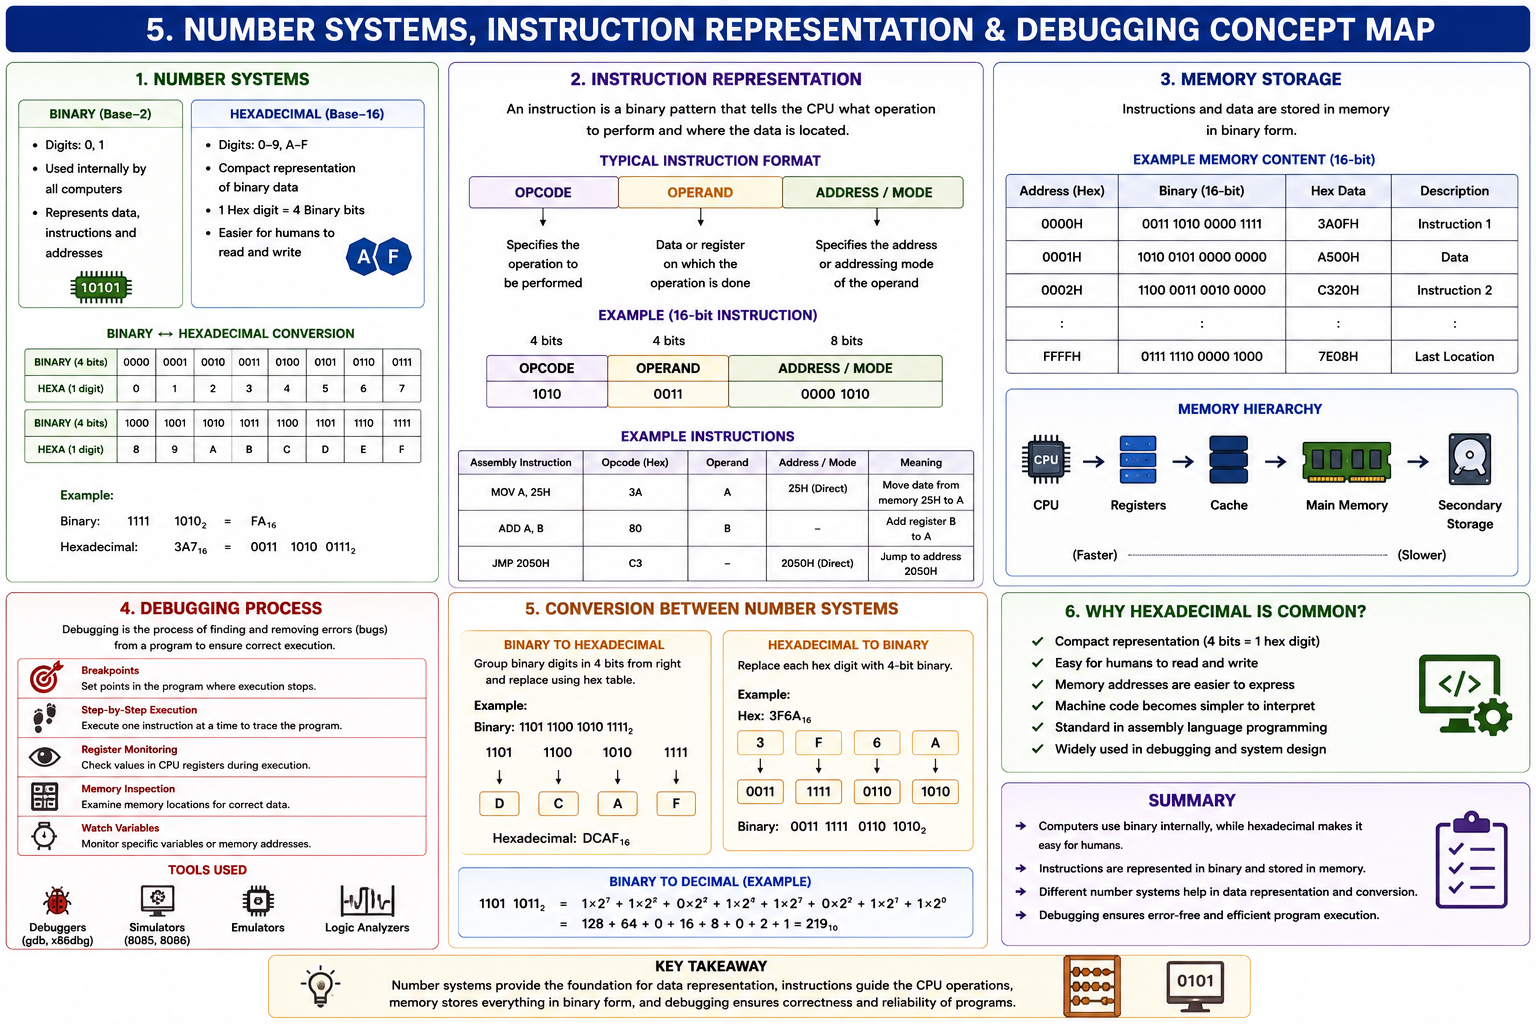 5. NUMBER SYSTEMS, INSTRUCTION REPRESENTATION & DEBUGGING CONCEPT MAP
1. NUMBER SYSTEMS
BINARY (Base–2)
• Digits: 0, 1
• Used internally by
all computers
• Represents data,
instructions and
addresses
10101
HEXADECIMAL (Base–16)
• Digits: 0–9, A–F
• Compact representation
of binary data
• 1 Hex digit = 4 Binary bits
• Easier for humans to
read and write
A F
BINARY ↔ HEXADECIMAL CONVERSION
BINARY (4 bits) 0000 0001 0010 0011 0100 0101 0110 0111
HEXA (1 digit) 0 1 2 3 4 5 6 7
BINARY (4 bits) 1000 1001 1010 1011 1100 1101 1110 1111
HEXA (1 digit) 8 9 A B C D E F
Example:
Binary: 1111 1010₂ = FA₁₆
Hexadecimal: 3A7₁₆ = 0011 1010 0111₂
2. INSTRUCTION REPRESENTATION
An instruction is a binary pattern that tells the CPU what operation
to perform and where the data is located.
TYPICAL INSTRUCTION FORMAT
OPCODE OPERAND ADDRESS / MODE
Specifies the
operation to
be performed
Data or register
on which the
operation is done
Specifies the address
or addressing mode
of the operand
EXAMPLE (16-bit INSTRUCTION)
4 bits 4 bits 8 bits
OPCODE OPERAND ADDRESS / MODE
1010 0011 0000 1010
EXAMPLE INSTRUCTIONS
Assembly Instruction Opcode (Hex) Operand Address / Mode Meaning
MOV A, 25H 3A A 25H (Direct) Move date from
memory 25H to A
ADD A, B 80 B – Add register B
to A
JMP 2050H C3 – 2050H (Direct) Jump to address
2050H
3. MEMORY STORAGE
Instructions and data are stored in memory
in binary form.
EXAMPLE MEMORY CONTENT (16-bit)
Address (Hex) Binary (16-bit) Hex Data Description
0000H 0011 1010 0000 1111 3A0FH Instruction 1
0001H 1010 0101 0000 0000 A500H Data
0002H 1100 0011 0010 0000 C320H Instruction 2
: : : :
FFFFH 0111 1110 0000 1000 7E08H Last Location
MEMORY HIERARCHY
CPU
CPU Registers Cache Main Memory Secondary
Storage
(Faster) (Slower)
4. DEBUGGING PROCESS
Debugging is the process of finding and removing errors (bugs)
from a program to ensure correct execution.
Breakpoints
Set points in the program where execution stops.
Step-by-Step Execution
Execute one instruction at a time to trace the program.
Register Monitoring
Check values in CPU registers during execution.
Memory Inspection
Examine memory locations for correct data.
Watch Variables
Monitor specific variables or memory addresses.
TOOLS USED
Debuggers
(gdb, x86dbg)
Simulators
(8085, 8086)
Emulators
Logic Analyzers
5. CONVERSION BETWEEN NUMBER SYSTEMS
BINARY TO HEXADECIMAL
Group binary digits in 4 bits from right
and replace using hex table.
Example:
Binary: 1101 1100 1010 1111₂
1101 1100 1010 1111
D C A F
Hexadecimal: DCAF₁₆
HEXADECIMAL TO BINARY
Replace each hex digit with 4-bit binary.
Example:
Hex: 3F6A₁₆
3 F 6 A
0011 1111 0110 1010
Binary: 0011 1111 0110 1010₂
BINARY TO DECIMAL (EXAMPLE)
= 128 + 64 + 0 + 16 + 8 + 0 + 2 + 1 = 219₁₀
6. WHY HEXADECIMAL IS COMMON?
✓ Compact representation (4 bits = 1 hex digit)
✓ Easy for humans to read and write
✓ Memory addresses are easier to express
✓ Machine code becomes simpler to interpret
✓ Standard in assembly language programming
✓ Widely used in debugging and system design
</>
SUMMARY
→ Computers use binary internally, while hexadecimal makes it
easy for humans.
→ Instructions are represented in binary and stored in memory.
→ Different number systems help in data representation and conversion.
→ Debugging ensures error-free and efficient program execution.
KEY TAKEAWAY
Number systems provide the foundation for data representation, instructions guide the CPU operations,
memory stores everything in binary form, and debugging ensures correctness and reliability of programs.
0101